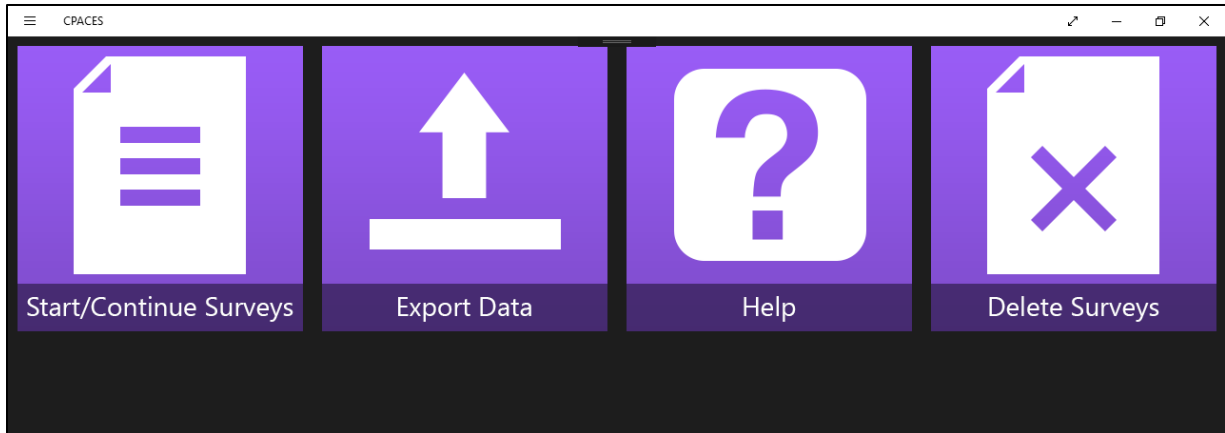 CPACES
Start/Continue Surveys
Export Data
Help
Delete Surveys